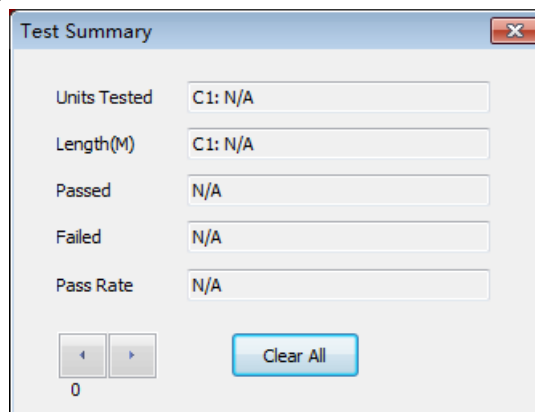 Test Summary
Units Tested C1: N/A
Length(M) C1: N/A
Passed N/A
Failed N/A
Pass Rate N/A
Clear All
0